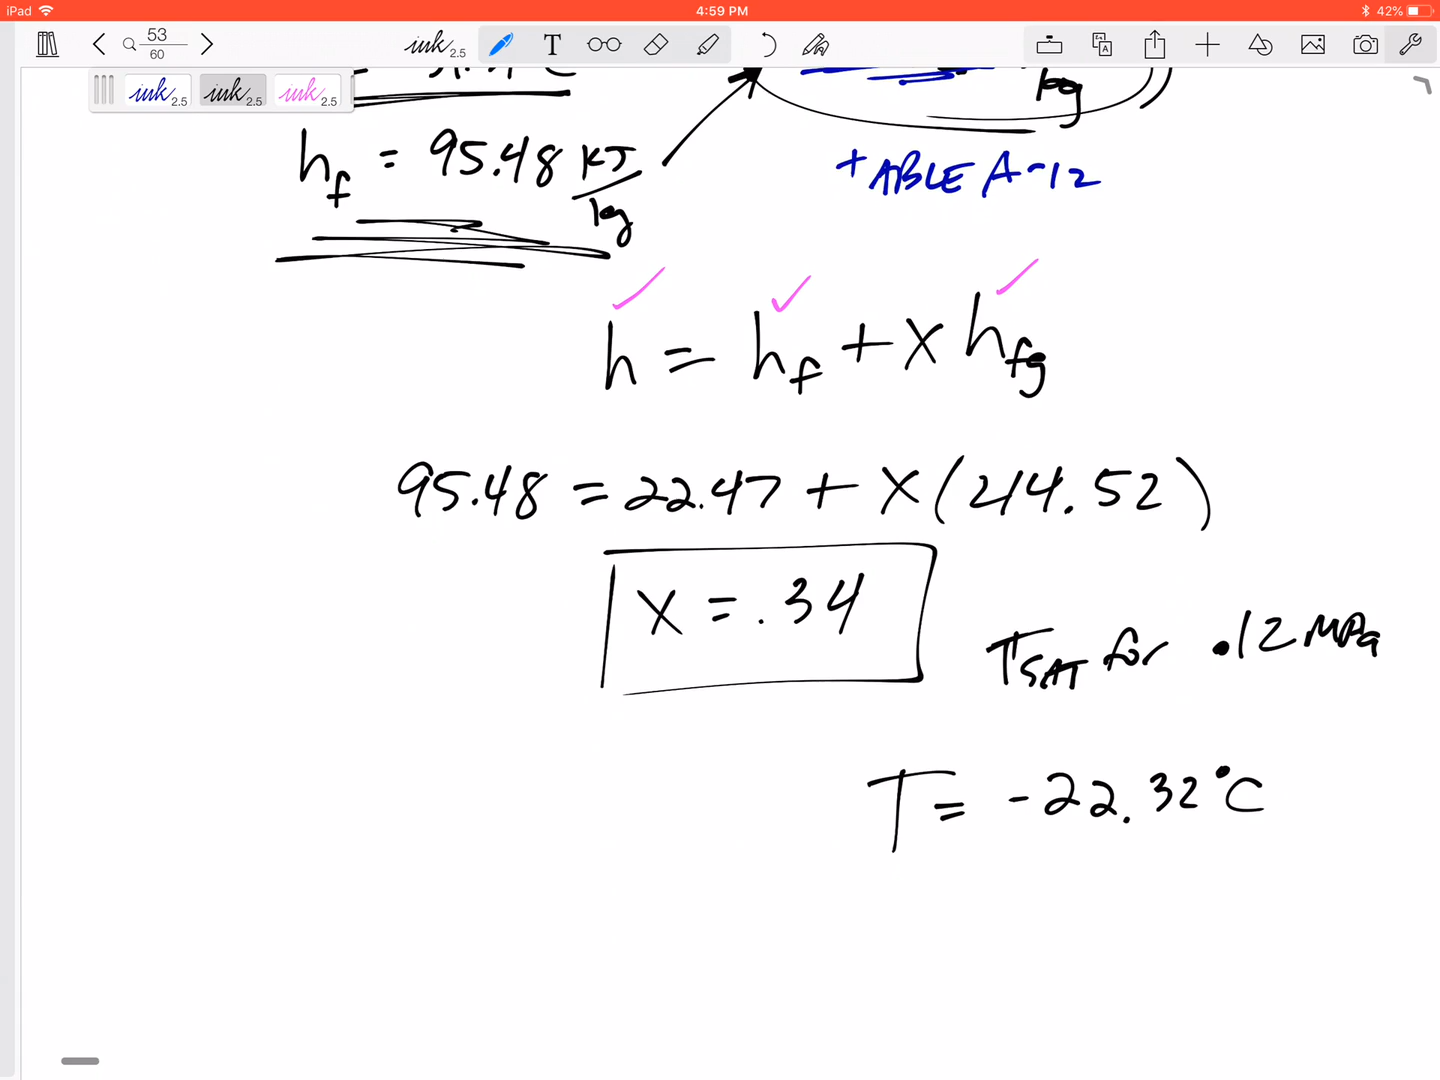 iPad 4:59 PM 42%
53
60
ink 2.5 T
ink 2.5 ink 2.5 ink 2.5
kg
hf = 95.48 KJ/kg
TABLE A-12
h = hf + x hfg
95.48 = 22.47 + x(214.52)
x = .34
TSAT for .12 MPa
T = -22.32°C